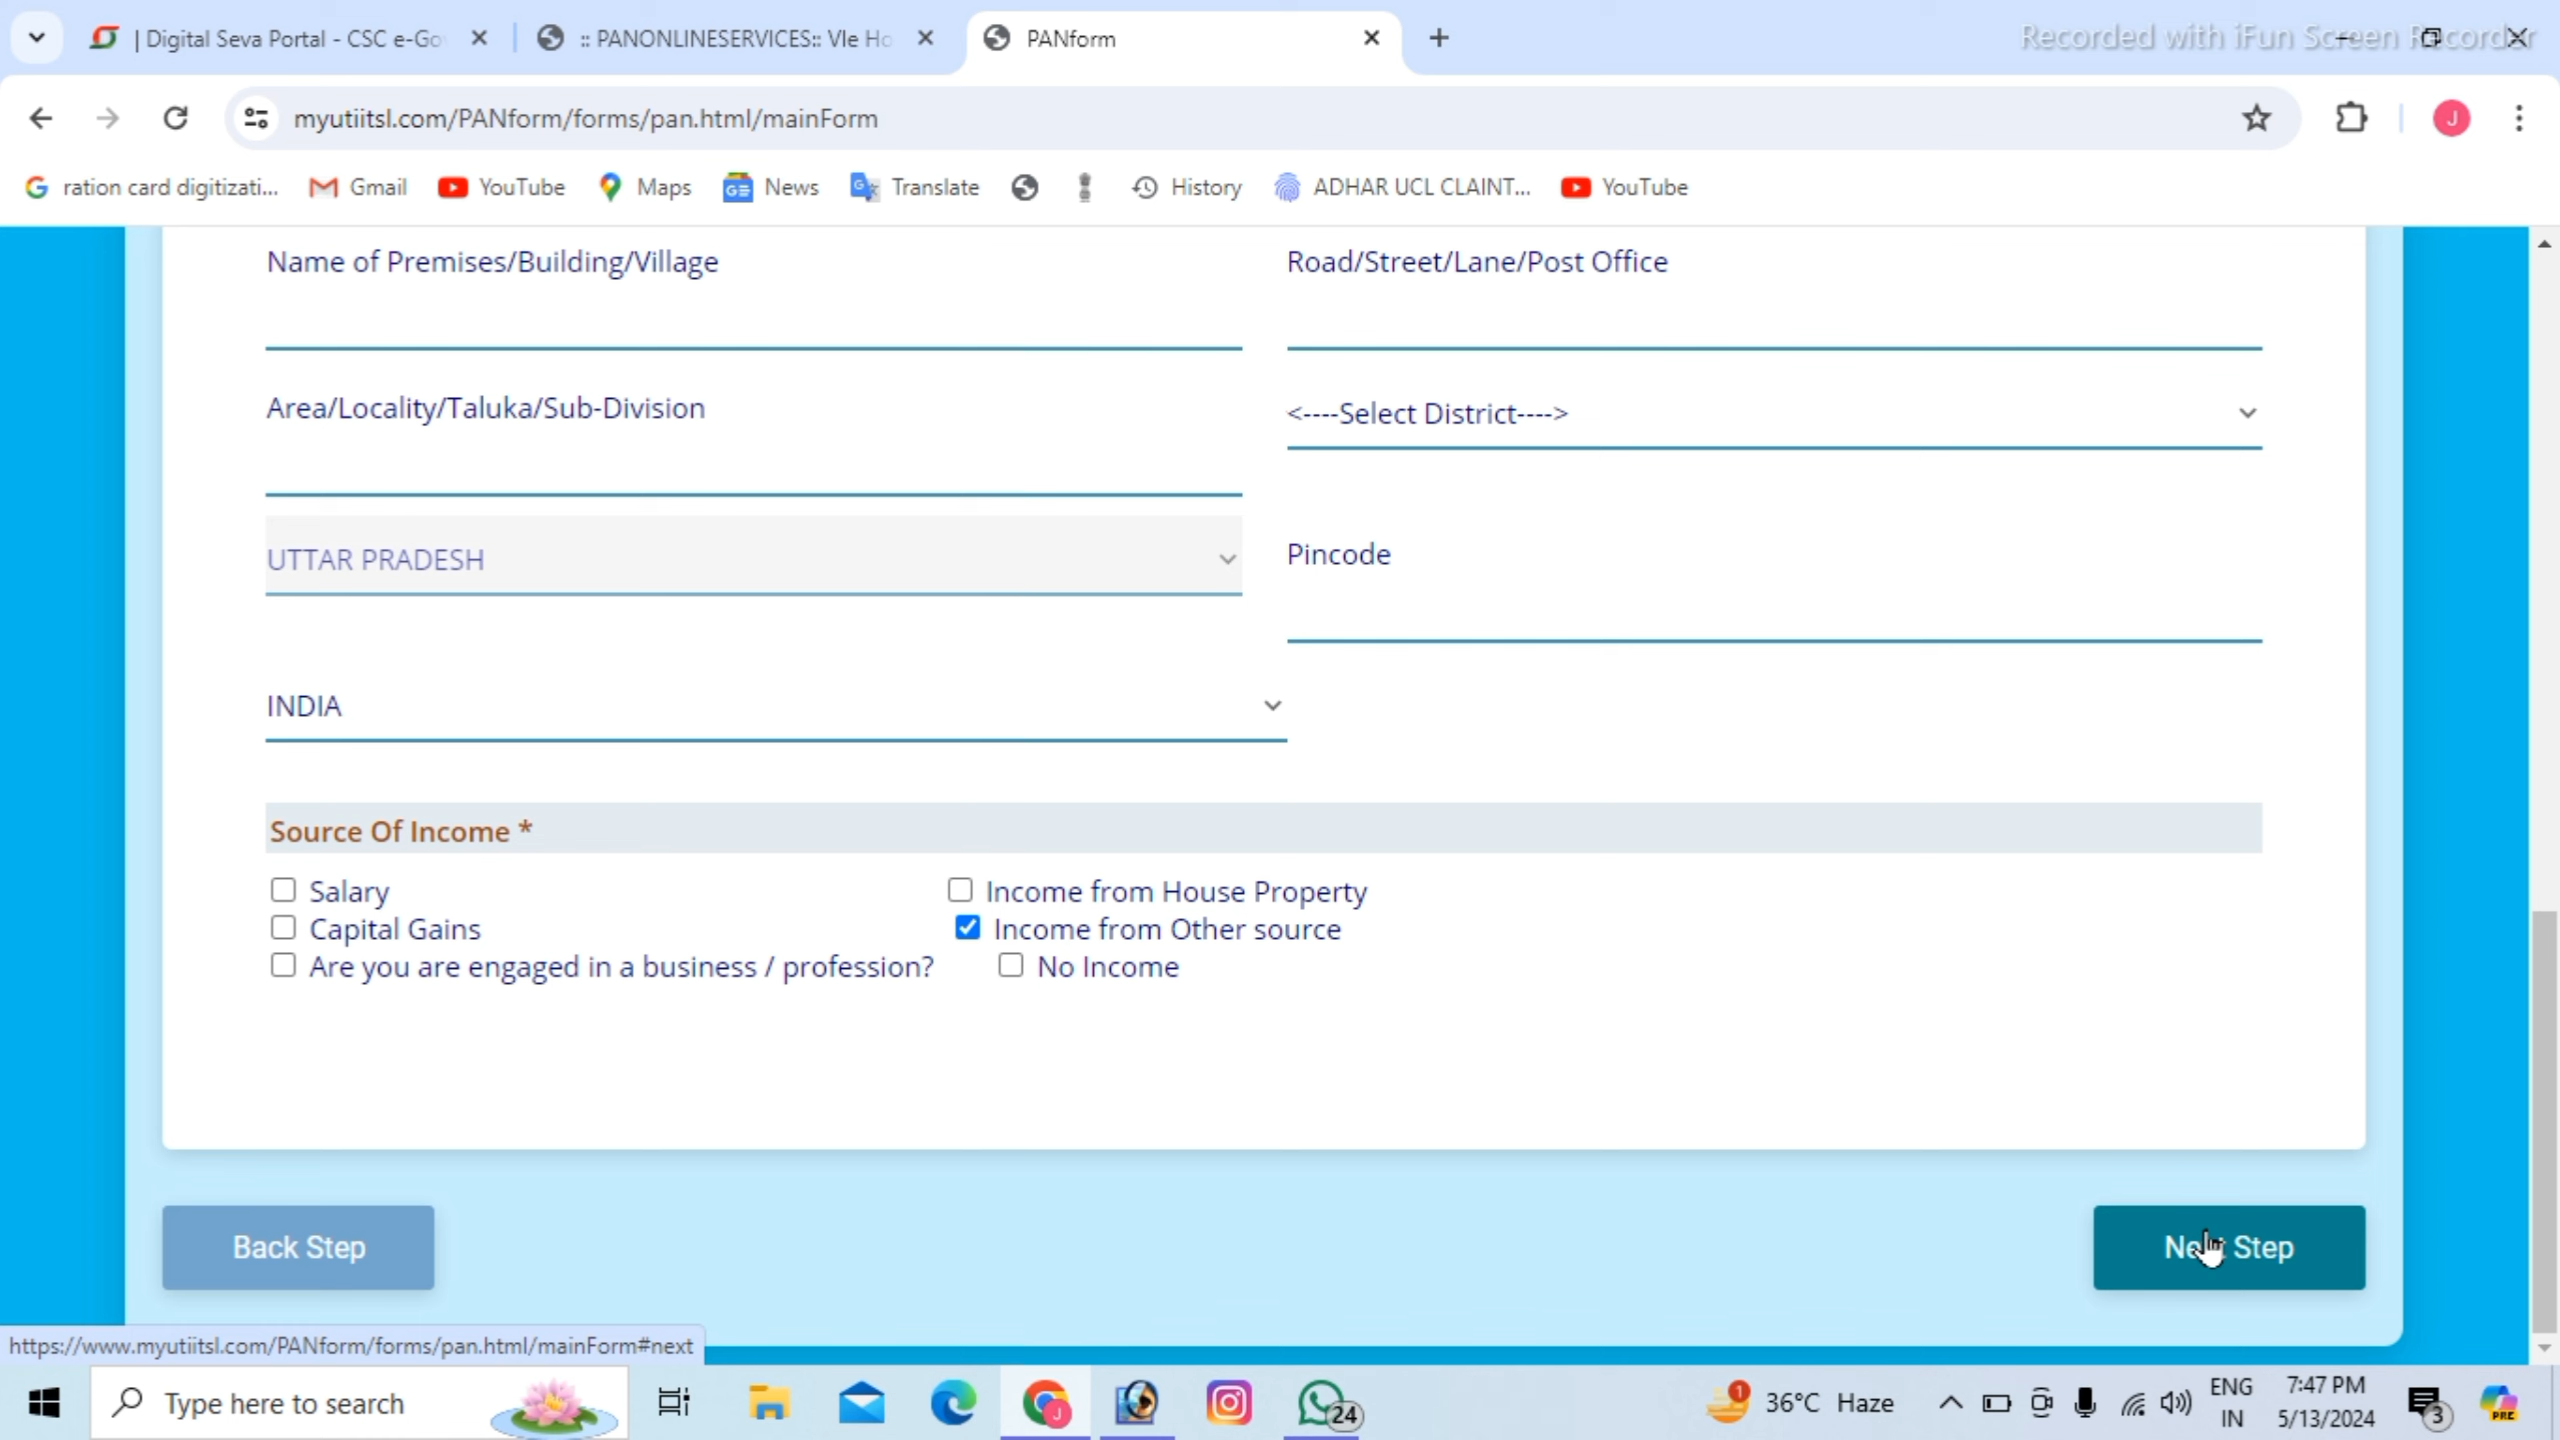 | Digital Seva Portal - CSC e-Go
:: PANONLINESERVICES:: Vle Ho
PANform
Recorded with iFun Screen Recorder
myutiitsl.com/PANform/forms/pan.html/mainForm
J
ration card digitizati...
Gmail
YouTube
Maps
News
Translate
History
ADHAR UCL CLAINT...
YouTube
Name of Premises/Building/Village
Road/Street/Lane/Post Office
Area/Locality/Taluka/Sub-Division
<----Select District---->
UTTAR PRADESH
Pincode
INDIA
Source Of Income *
Salary
Income from House Property
Capital Gains
Income from Other source
Are you are engaged in a business / profession?
No Income
Back Step
Next Step
https://www.myutiitsl.com/PANform/forms/pan.html/mainForm#next
Type here to search
J
24
1
36°C Haze
ENG
IN
7:47 PM
5/13/2024
3
PRE